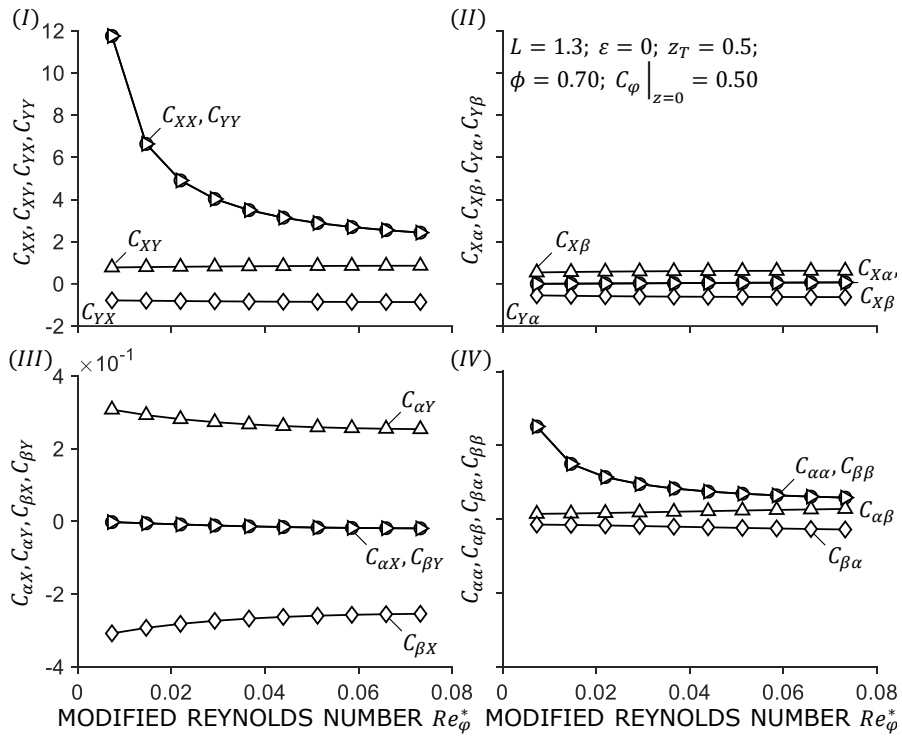 (I)
C_XX, C_XY, C_YX, C_YY
12
10
8
6
4
2
0
-2
C_XX, C_YY
C_XY
C_YX
(II)
C_Xα, C_Xβ, C_Yα, C_Yβ
L = 1.3; ε = 0; z_T = 0.5;
ϕ = 0.70; C_φ|_z=0 = 0.50
C_Xβ
C_Xα,
C_Xβ
C_Yα
(III)
×10^-1
C_αX, C_αY, C_βX, C_βY
4
2
0
-2
-4
C_αY
C_αX, C_βY
C_βX
0 0.02 0.04 0.06 0.08
MODIFIED REYNOLDS NUMBER Re*_φ
(IV)
C_αα, C_αβ, C_βα, C_ββ
C_αα, C_ββ
C_αβ
C_βα
0 0.02 0.04 0.06 0.08
MODIFIED REYNOLDS NUMBER Re*_φ